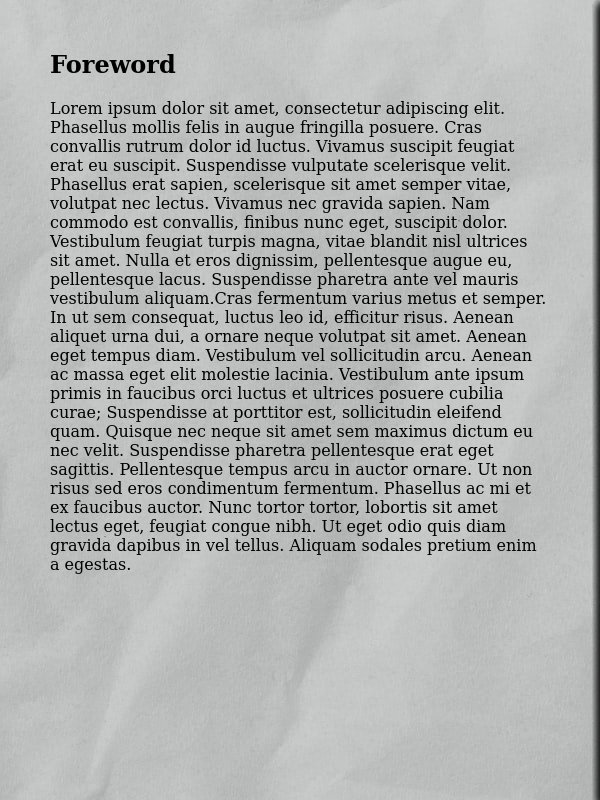 Foreword
Lorem ipsum dolor sit amet, consectetur adipiscing elit.
Phasellus mollis felis in augue fringilla posuere. Cras
convallis rutrum dolor id luctus. Vivamus suscipit feugiat
erat eu suscipit. Suspendisse vulputate scelerisque velit.
Phasellus erat sapien, scelerisque sit amet semper vitae,
volutpat nec lectus. Vivamus nec gravida sapien. Nam
commodo est convallis, finibus nunc eget, suscipit dolor.
Vestibulum feugiat turpis magna, vitae blandit nisl ultrices
sit amet. Nulla et eros dignissim, pellentesque augue eu,
pellentesque lacus. Suspendisse pharetra ante vel mauris
vestibulum aliquam.Cras fermentum varius metus et semper.
In ut sem consequat, luctus leo id, efficitur risus. Aenean
aliquet urna dui, a ornare neque volutpat sit amet. Aenean
eget tempus diam. Vestibulum vel sollicitudin arcu. Aenean
ac massa eget elit molestie lacinia. Vestibulum ante ipsum
primis in faucibus orci luctus et ultrices posuere cubilia
curae; Suspendisse at porttitor est, sollicitudin eleifend
quam. Quisque nec neque sit amet sem maximus dictum eu
nec velit. Suspendisse pharetra pellentesque erat eget
sagittis. Pellentesque tempus arcu in auctor ornare. Ut non
risus sed eros condimentum fermentum. Phasellus ac mi et
ex faucibus auctor. Nunc tortor tortor, lobortis sit amet
lectus eget, feugiat congue nibh. Ut eget odio quis diam
gravida dapibus in vel tellus. Aliquam sodales pretium enim
a egestas.